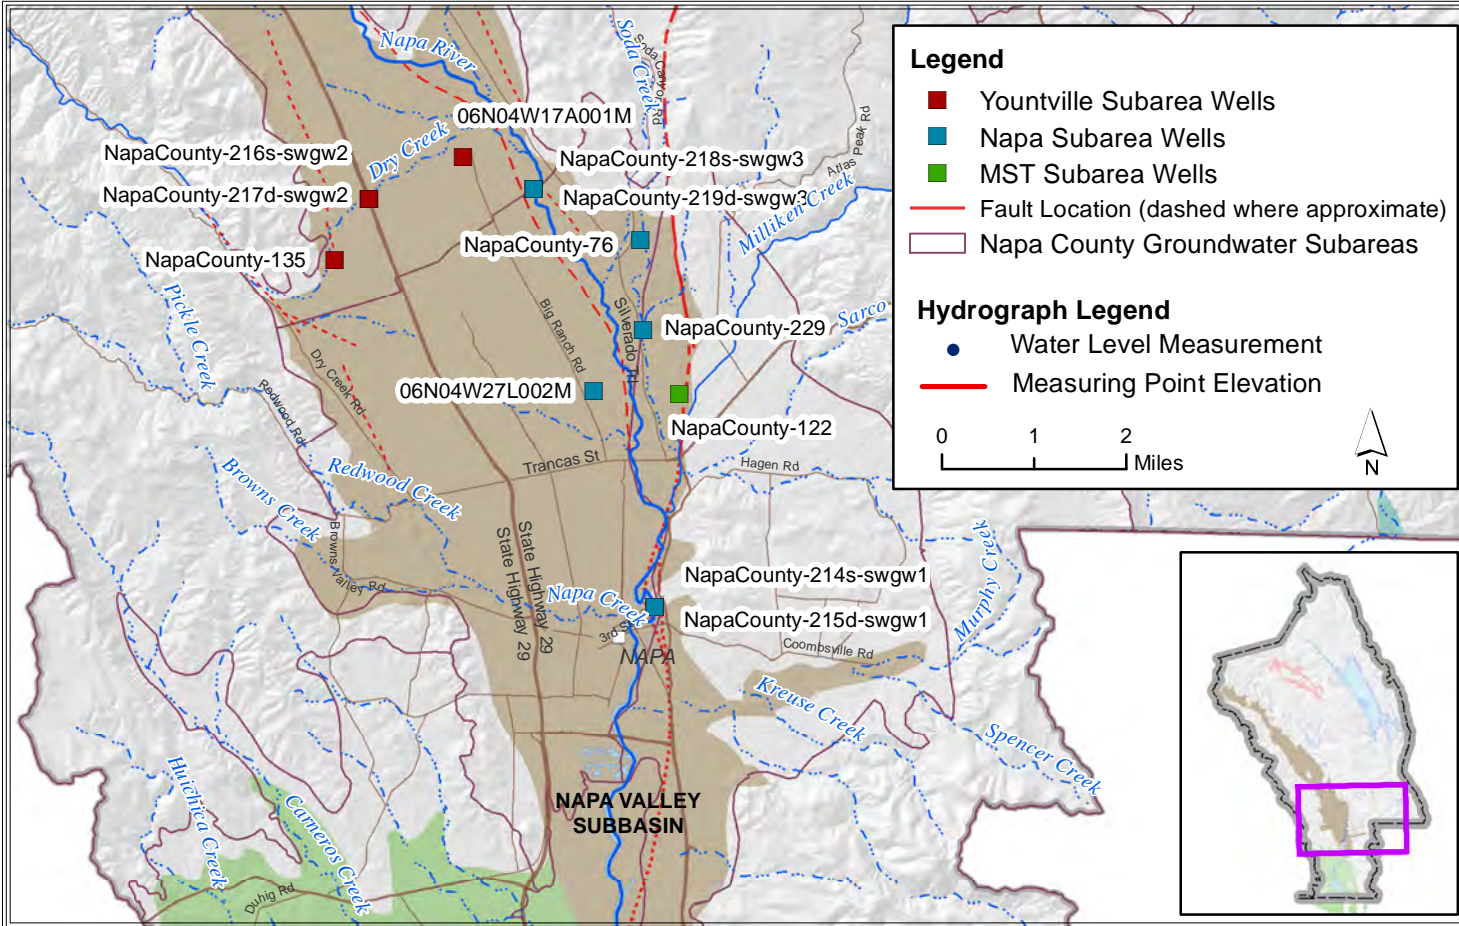 Napa River
Soda Creek
Soda Canyon Rd
Legend
Yountville Subarea Wells
Napa Subarea Wells
MST Subarea Wells
Fault Location (dashed where approximate)
Napa County Groundwater Subareas
Hydrograph Legend
Water Level Measurement
Measuring Point Elevation
0 1 2
Miles
N
06N04W17A001M
Dry Creek
NapaCounty-216s-swgw2
NapaCounty-218s-swgw3
Atlas Peak Rd
NapaCounty-217d-swgw2
NapaCounty-219d-swgw3
Milliken Creek
NapaCounty-76
NapaCounty-135
Pickle Creek
Big Ranch Rd
Silverado Trl
Sarco
NapaCounty-229
Dry Creek Rd
Redwood Rd
06N04W27L002M
NapaCounty-122
Trancas St
Hagen Rd
Redwood Creek
Browns Creek
Browns Valley Rd
State Highway 29
State Highway 29
Murphy Creek
NapaCounty-214s-swgw1
Napa Creek
NapaCounty-215d-swgw1
3rd St
NAPA
Coombsville Rd
Kreuse Creek
Spencer Creek
Huichica Creek
Carneros Creek
NAPA VALLEY
SUBBASIN
Duhig Rd